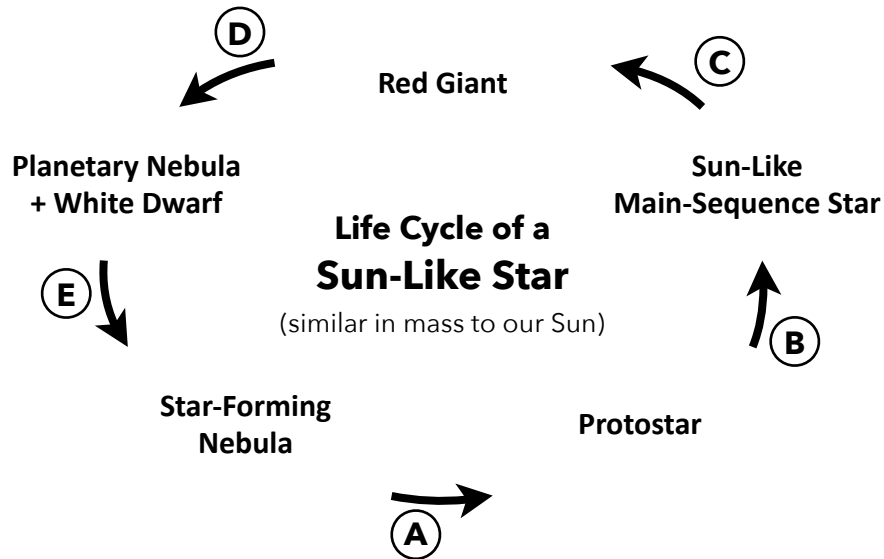 D
C
Red Giant
Planetary Nebula
+ White Dwarf
Sun-Like
Main-Sequence Star
Life Cycle of a
Sun-Like Star
(similar in mass to our Sun)
E
B
Star-Forming
Nebula
Protostar
A